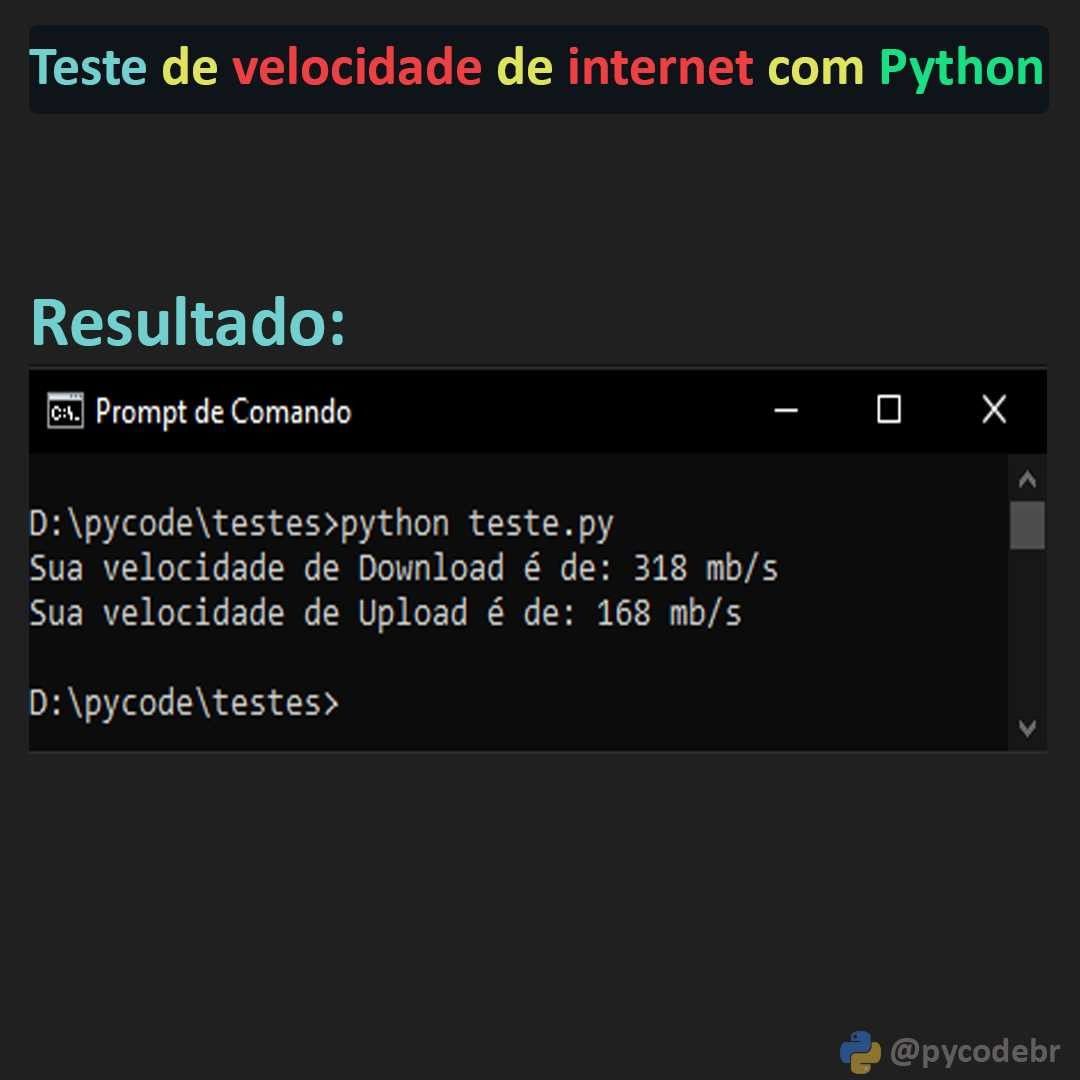 Teste de velocidade de internet com Python
Resultado:
C:\.
Prompt de Comando
D:\pycode\testes>python teste.py
Sua velocidade de Download é de: 318 mb/s
Sua velocidade de Upload é de: 168 mb/s
D:\pycode\testes>
@pycodebr